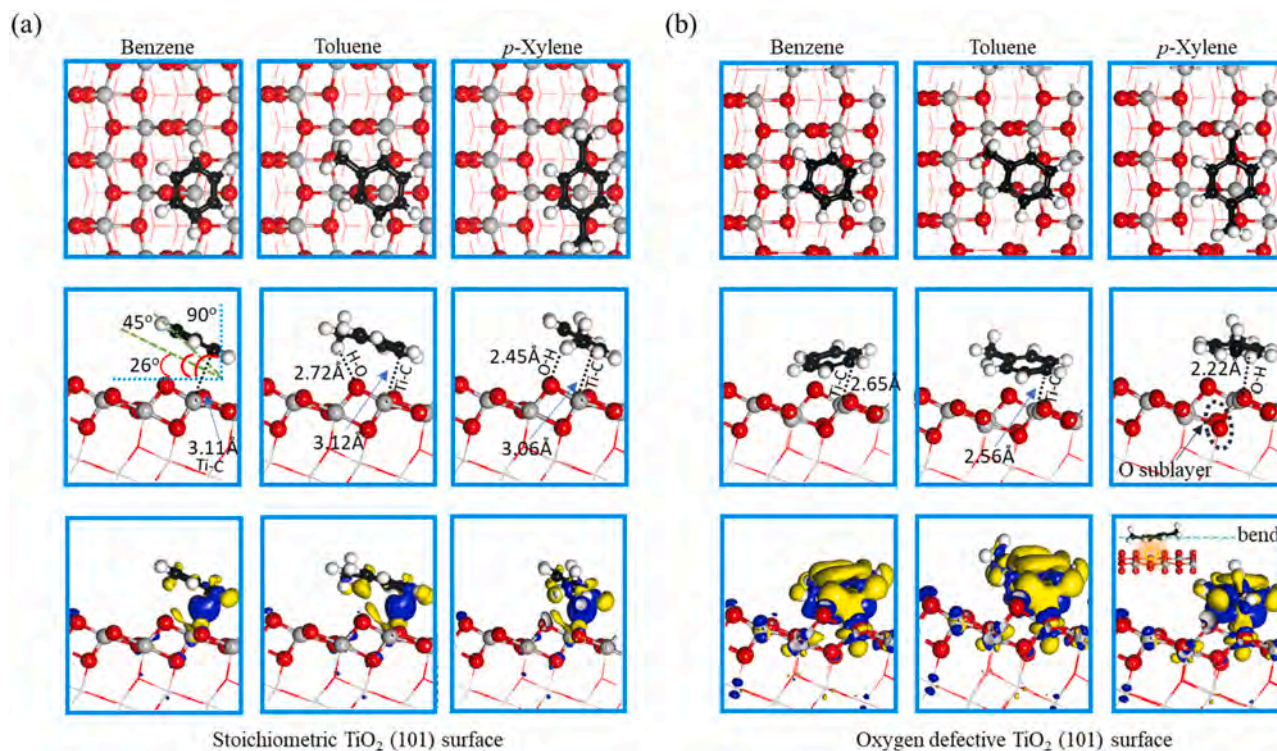 (a)
Benzene
Toluene
p-Xylene
45°
90°
26°
3.11Å
Ti-C
2.72Å
H-O
Ti-C
3.12Å
2.45Å
O-H
Ti-C
3.06Å
Stoichiometric TiO2 (101) surface
(b)
Benzene
Toluene
p-Xylene
Ti-C
2.65Å
Ti-C
2.56Å
2.22Å
O-H
O sublayer
bend
Oxygen defective TiO2 (101) surface